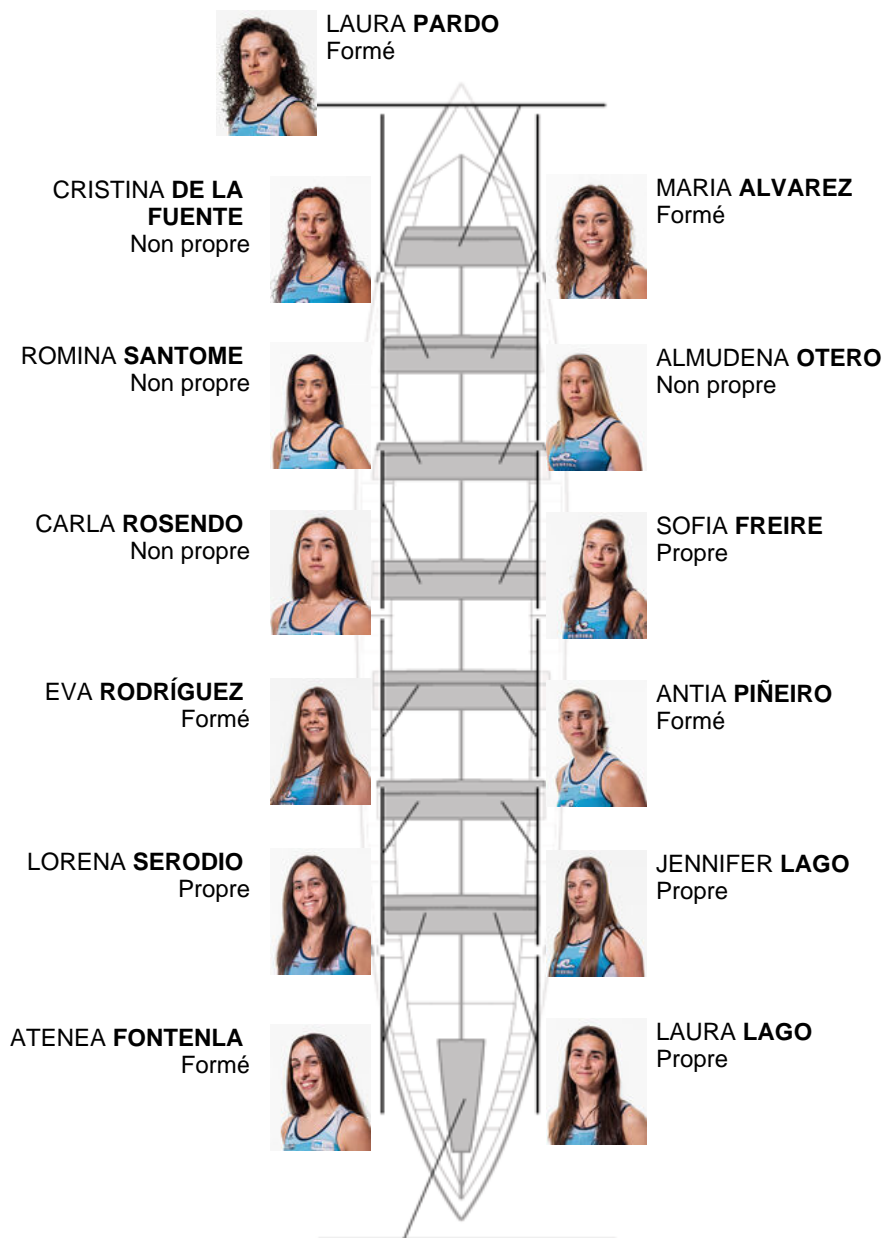 LAURA PARDO
Formé
CRISTINA DE LA
FUENTE
Non propre
MARIA ALVAREZ
Formé
ROMINA SANTOME
Non propre
ALMUDENA OTERO
Non propre
CARLA ROSENDO
Non propre
SOFIA FREIRE
Propre
EVA RODRÍGUEZ
Formé
ANTIA PIÑEIRO
Formé
LORENA SERODIO
Propre
JENNIFER LAGO
Propre
ATENEA FONTENLA
Formé
LAURA LAGO
Propre